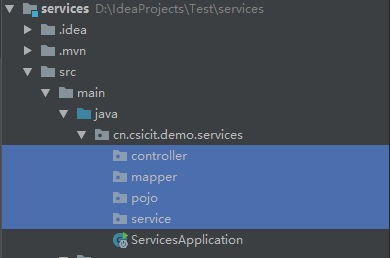 services D:\IdeaProjects\Test\services
.idea
.mvn
src
main
java
cn.csicit.demo.services
controller
mapper
pojo
service
ServicesApplication